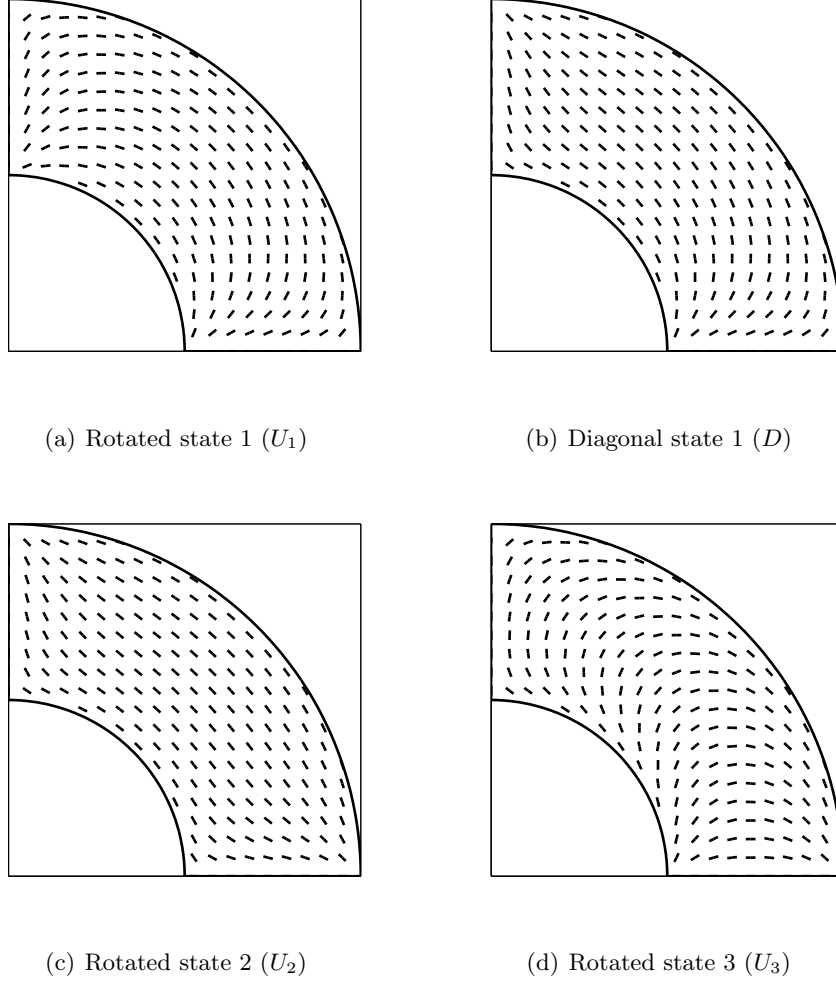 (a) Rotated state 1 (U₁)
(b) Diagonal state 1 (D)
(c) Rotated state 2 (U₂)
(d) Rotated state 3 (U₃)